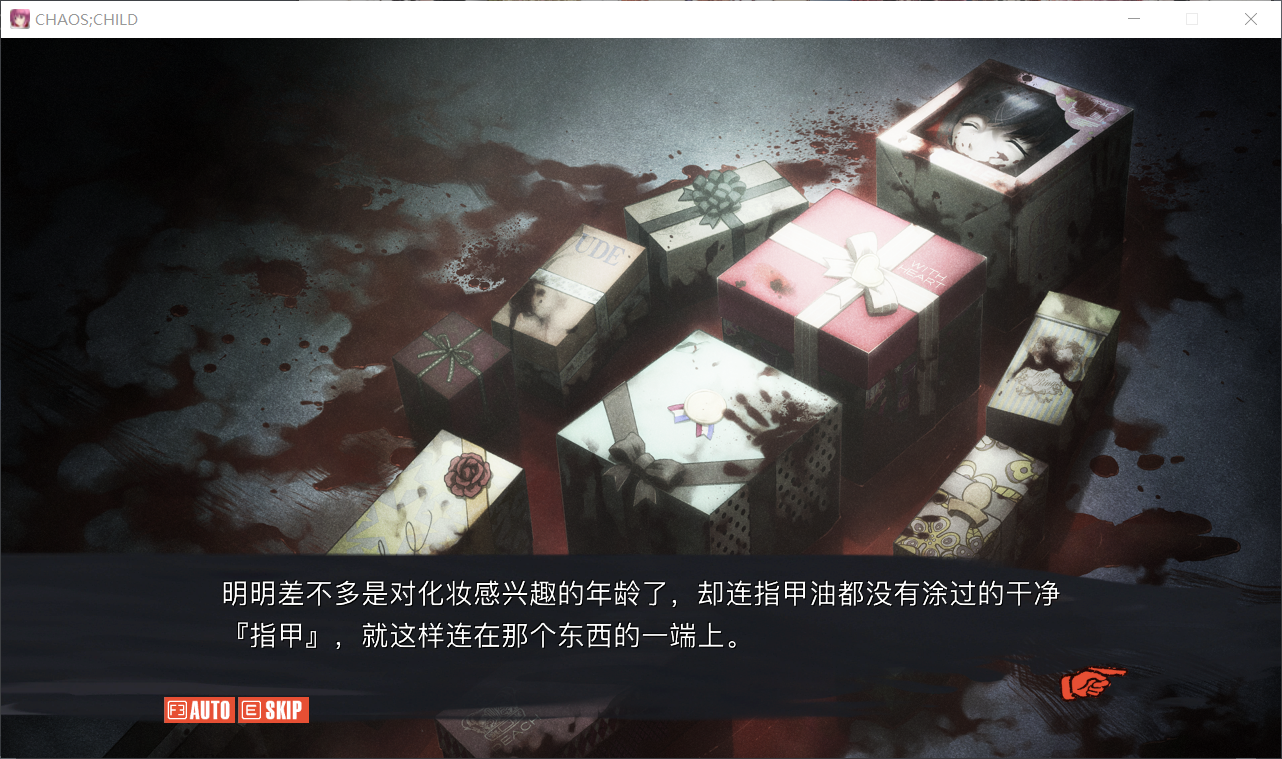 CHAOS;CHILD
UDE
WITH
HEART
明明差不多是对化妆感兴趣的年龄了，却连指甲油都没有涂过的干净
『指甲』，就这样连在那个东西的一端上。
F3 AUTO E SKIP